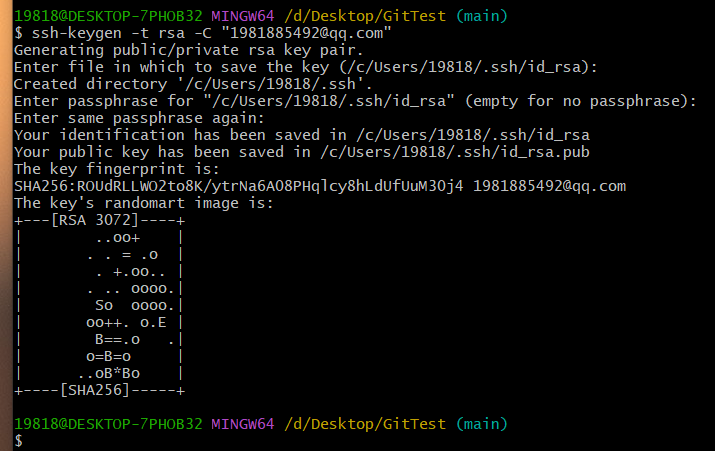 19818@DESKTOP-7PHOB32 MINGW64 /d/Desktop/GitTest (main)
$ ssh-keygen -t rsa -C "1981885492@qq.com"
Generating public/private rsa key pair.
Enter file in which to save the key (/c/Users/19818/.ssh/id_rsa):
Created directory '/c/Users/19818/.ssh'.
Enter passphrase for "/c/Users/19818/.ssh/id_rsa" (empty for no passphrase):
Enter same passphrase again:
Your identification has been saved in /c/Users/19818/.ssh/id_rsa
Your public key has been saved in /c/Users/19818/.ssh/id_rsa.pub
The key fingerprint is:
SHA256:ROUdRLLWO2to8K/ytrNa6AO8PHqlcy8hLdUfUuM3Oj4 1981885492@qq.com
The key's randomart image is:
+---[RSA 3072]----+
|        ..oo+    |
|       . . = .o  |
|        . +.oo.. |
|       . .. oooo.|
|        So  oooo.|
|       oo++. o.E |
|        B==.o   .|
|       o=B=o     |
|      ..oB*Bo    |
+----[SHA256]-----+
19818@DESKTOP-7PHOB32 MINGW64 /d/Desktop/GitTest (main)
$